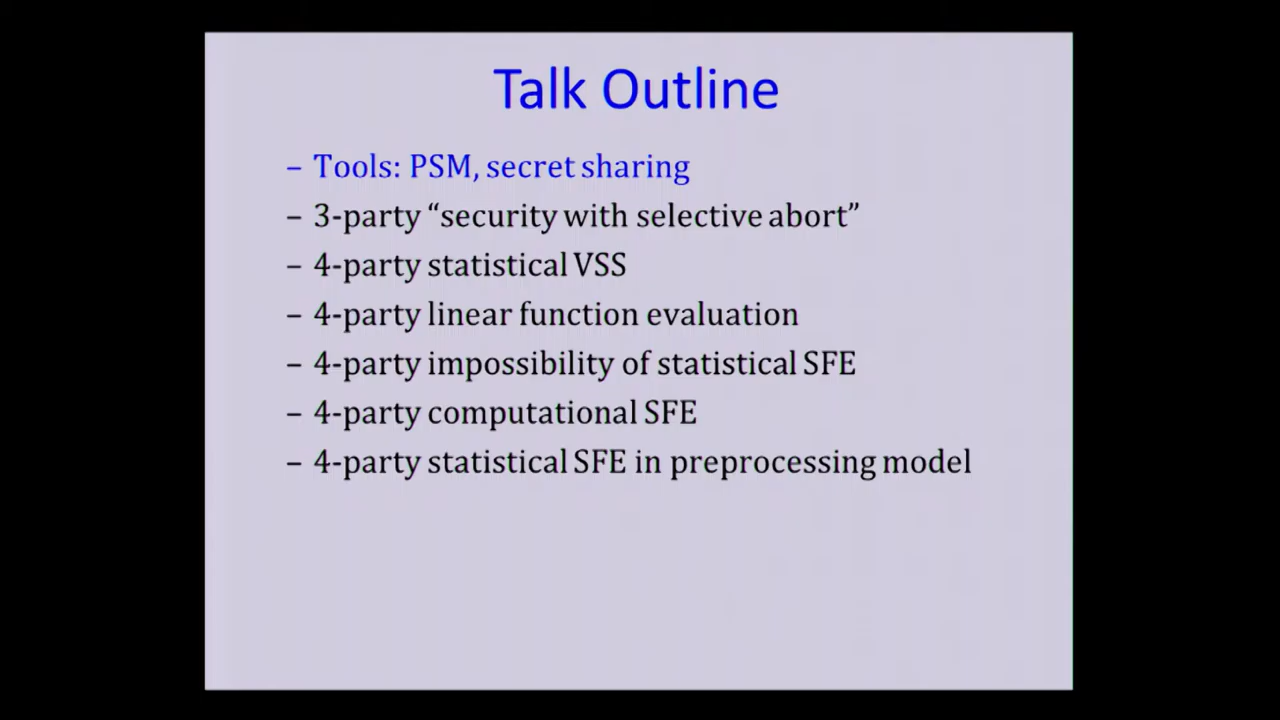 Talk Outline
– Tools: PSM, secret sharing
– 3-party “security with selective abort”
– 4-party statistical VSS
– 4-party linear function evaluation
– 4-party impossibility of statistical SFE
– 4-party computational SFE
– 4-party statistical SFE in preprocessing model